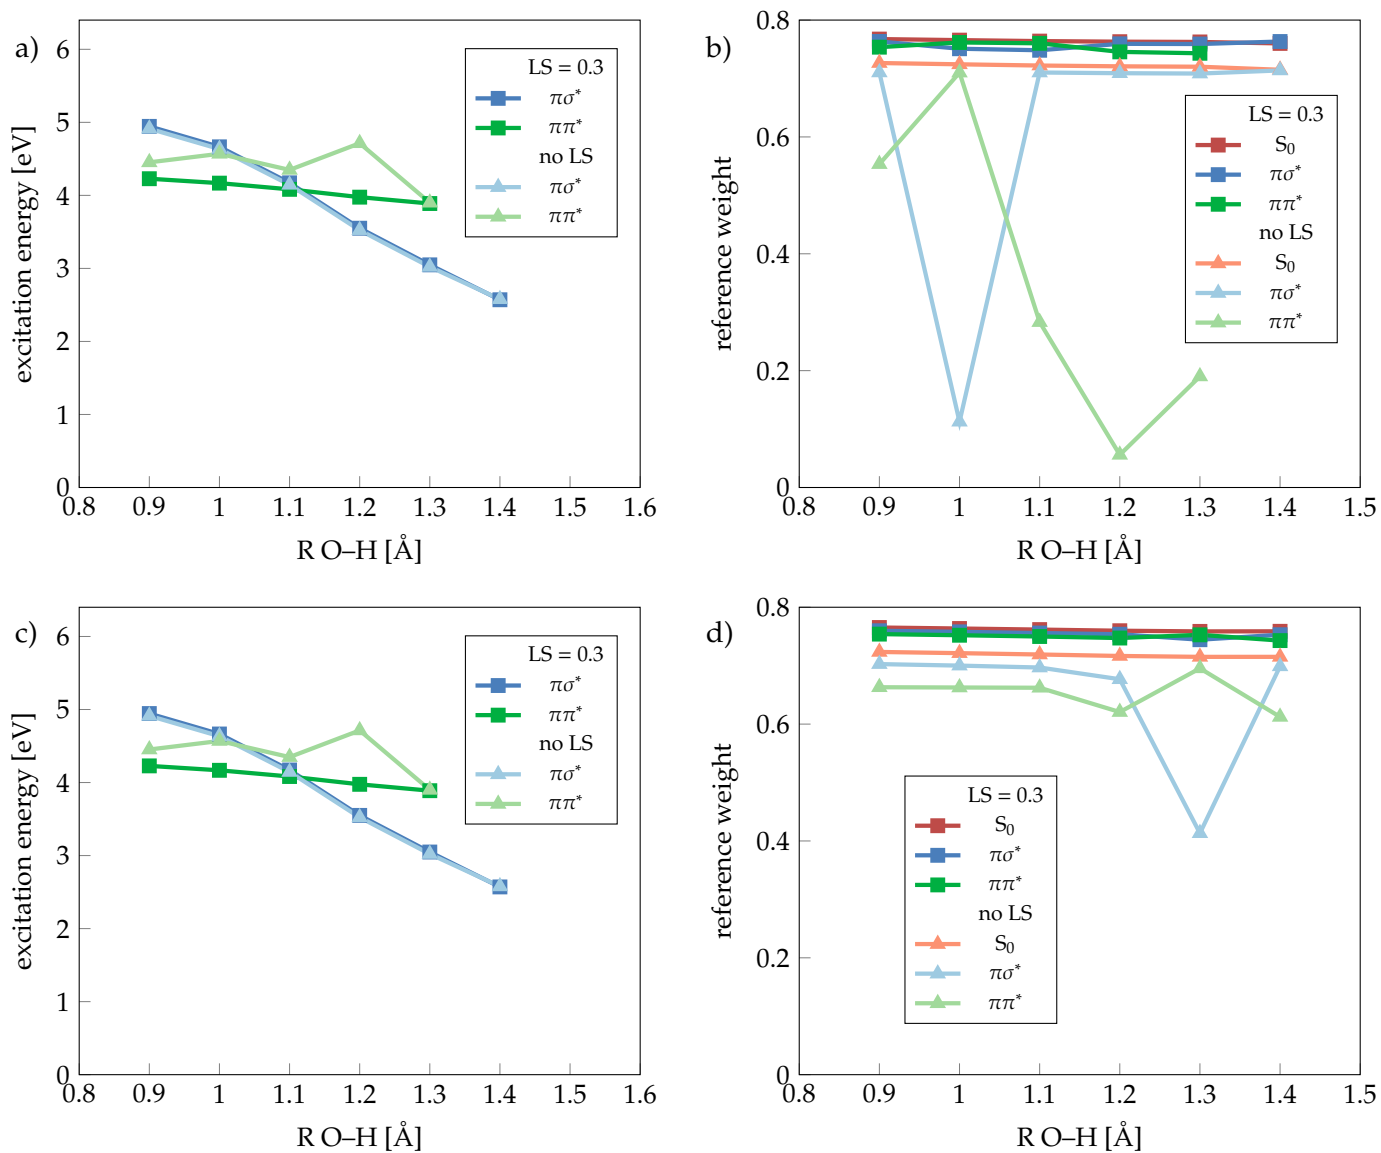 a)
excitation energy [eV]
6
5
4
3
2
1
0
0.8 0.9 1 1.1 1.2 1.3 1.4 1.5 1.6
R O–H [Å]
LS = 0.3
πσ*
ππ*
no LS
πσ*
ππ*
b)
reference weight
0.8
0.6
0.4
0.2
0
0.8 0.9 1 1.1 1.2 1.3 1.4 1.5
R O–H [Å]
LS = 0.3
S₀
πσ*
ππ*
no LS
S₀
πσ*
ππ*
c)
excitation energy [eV]
6
5
4
3
2
1
0
0.8 0.9 1 1.1 1.2 1.3 1.4 1.5 1.6
R O–H [Å]
LS = 0.3
πσ*
ππ*
no LS
πσ*
ππ*
d)
reference weight
0.8
0.6
0.4
0.2
0
0.8 0.9 1 1.1 1.2 1.3 1.4 1.5
R O–H [Å]
LS = 0.3
S₀
πσ*
ππ*
no LS
S₀
πσ*
ππ*